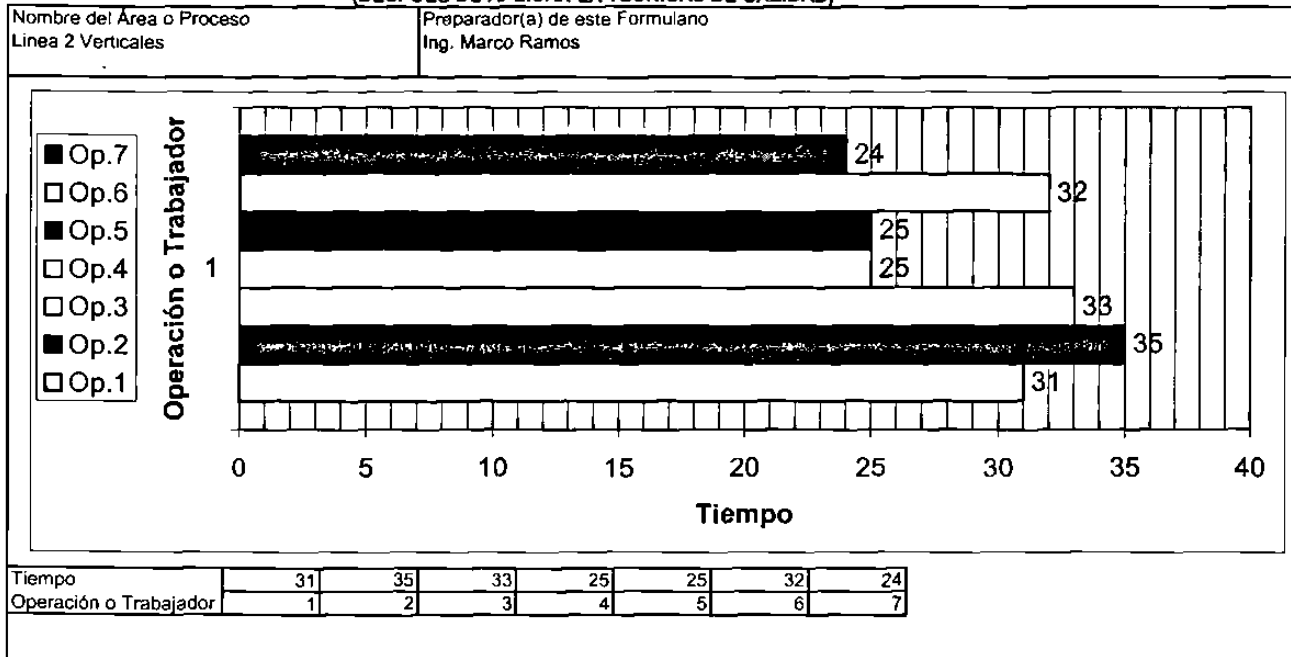 Nombre del Área o Proceso
Linea 2 Verticales
Preparador(a) de este Formulario
Ing. Marco Ramos
Op.7
Op.6
Op.5
Op.4
Op.3
Op.2
Op.1
Operación o Trabajador
1
24
32
25
25
33
35
31
0 5 10 15 20 25 30 35 40
Tiempo
Tiempo 31 35 33 25 25 32 24
Operación o Trabajador 1 2 3 4 5 6 7